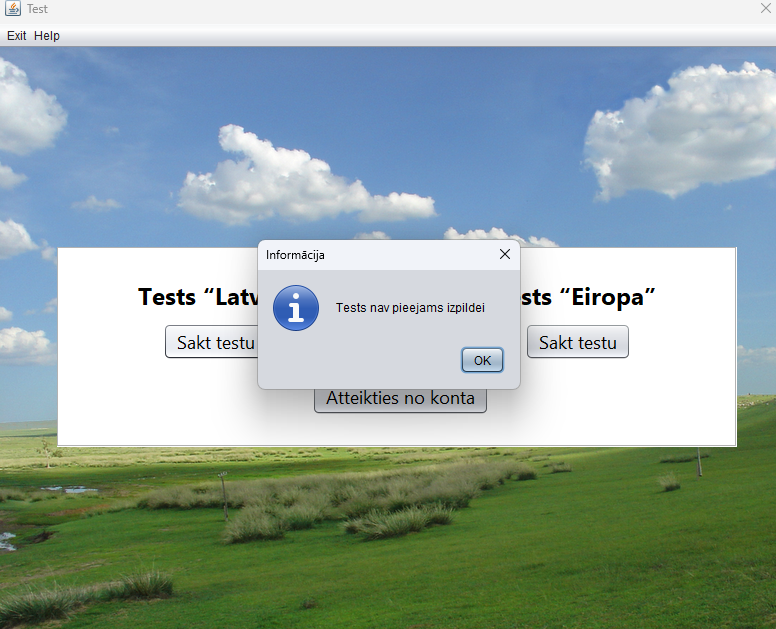 Test
Exit Help
Informācija
Tests “Latv
sts “Eiropa”
Tests nav pieejams izpildei
Sakt testu
Sakt testu
OK
Atteikties no konta